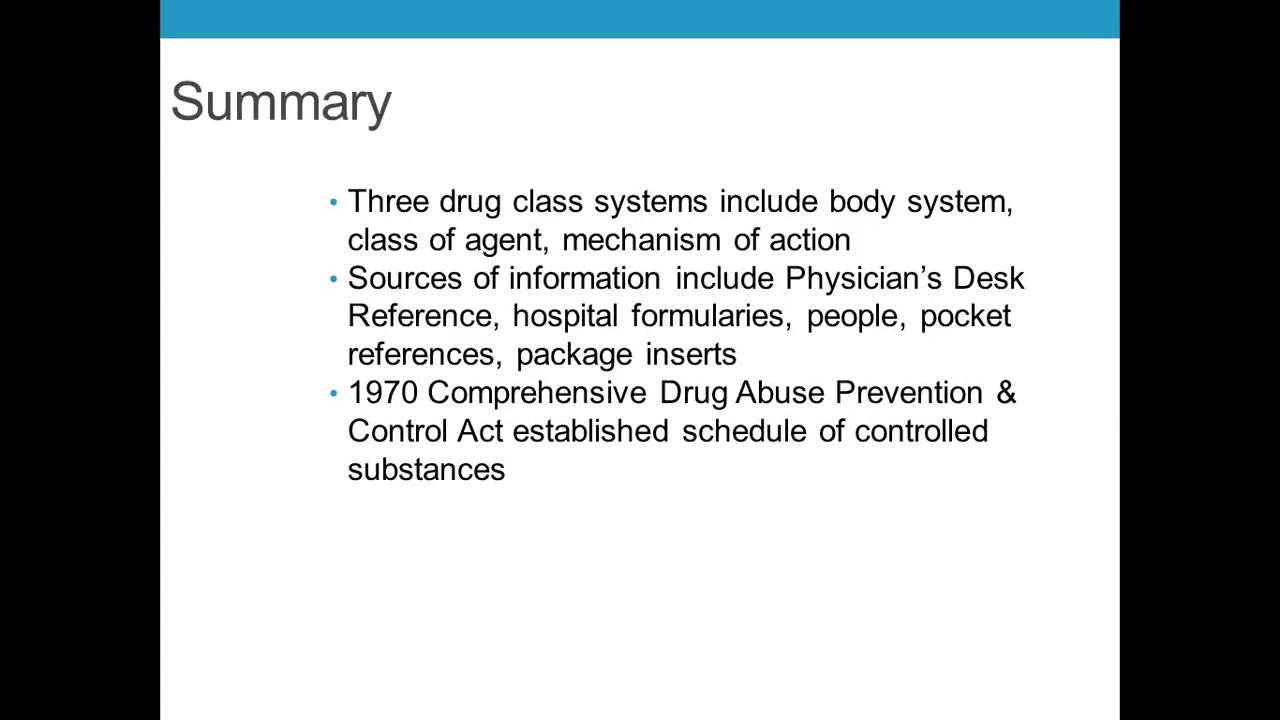 Summary
• Three drug class systems include body system,
class of agent, mechanism of action
• Sources of information include Physician’s Desk
Reference, hospital formularies, people, pocket
references, package inserts
• 1970 Comprehensive Drug Abuse Prevention &
Control Act established schedule of controlled
substances